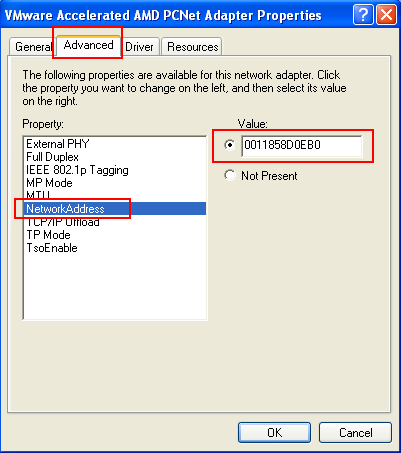 VMware Accelerated AMD PCNet Adapter Properties
General Advanced Driver Resources
The following properties are available for this network adapter. Click
the property you want to change on the left, and then select its value
on the right.
Property:
Value:
External PHY
Full Duplex
IEEE 802.1p Tagging
MP Mode
MTU
NetworkAddress
TCP/IP Offload
TP Mode
TsoEnable
0011858D0EB0
Not Present
OK Cancel